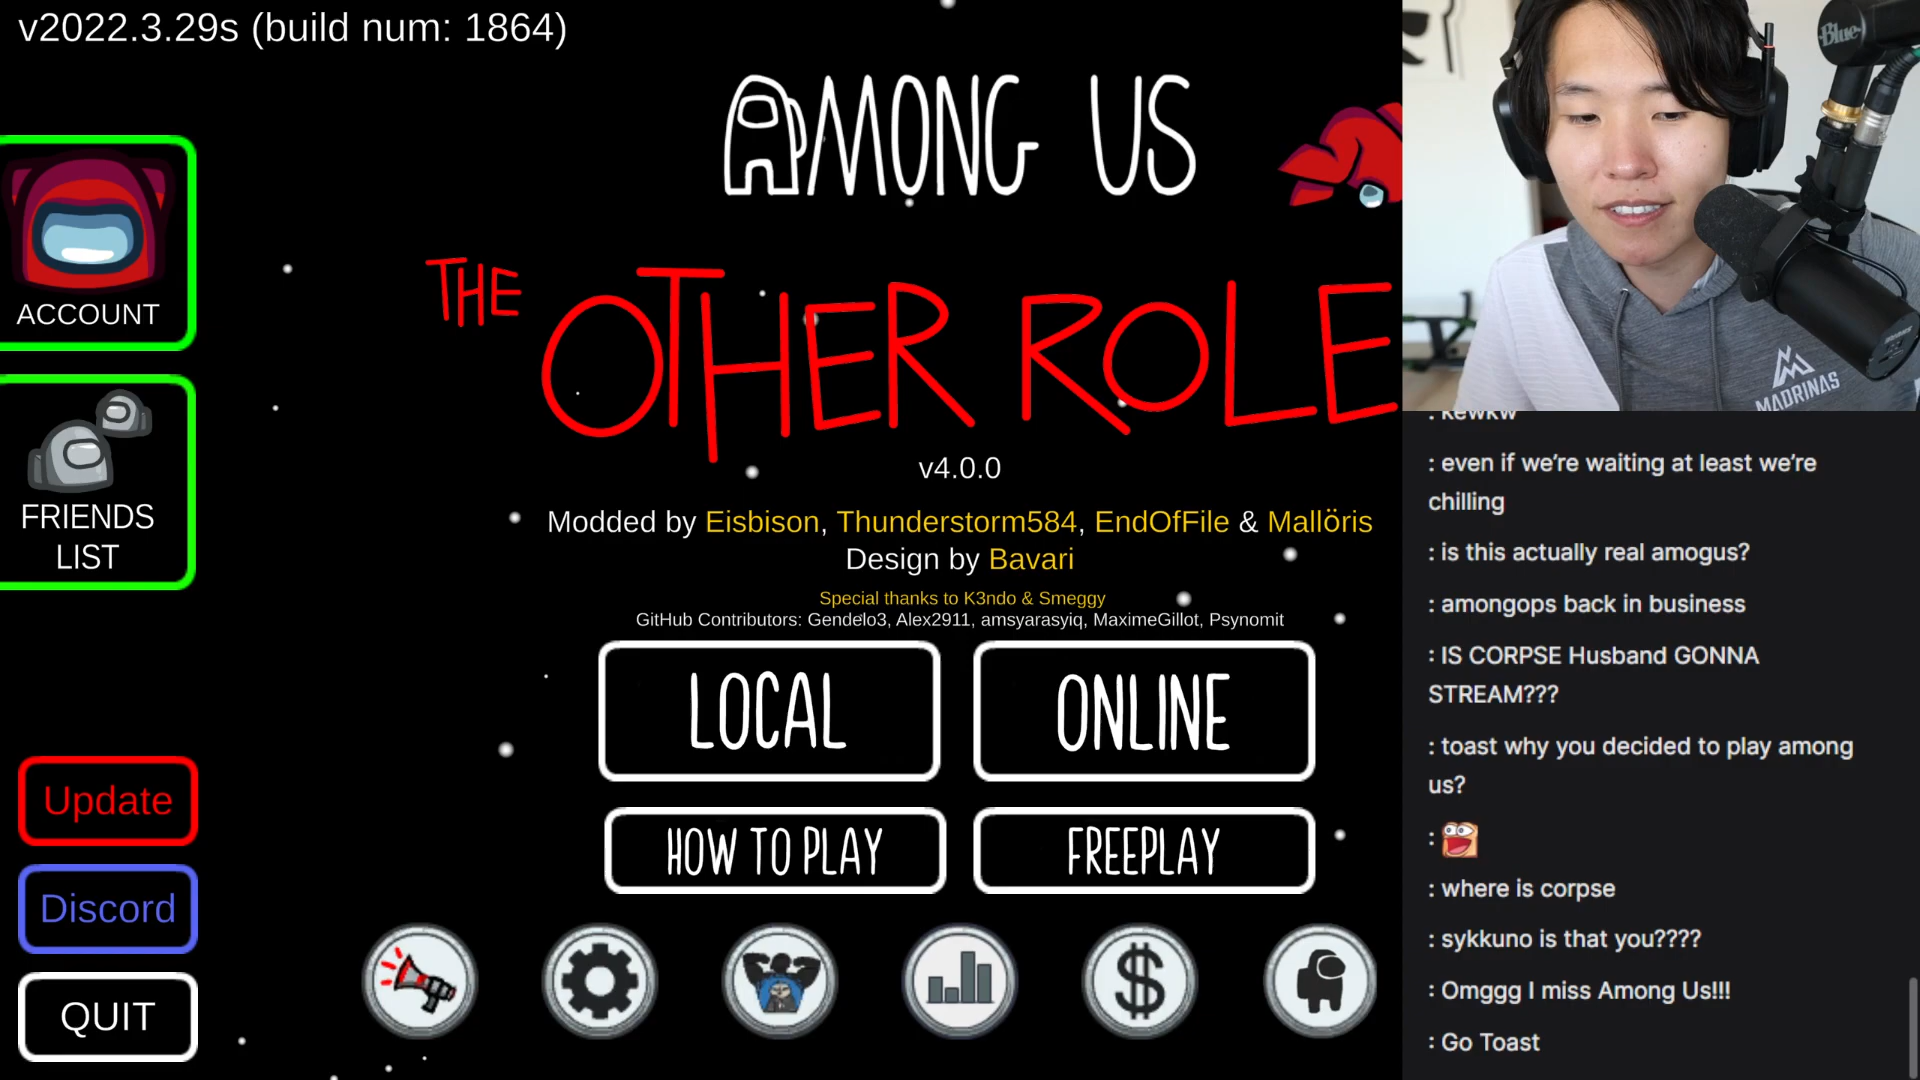 v2022.3.29s (build num: 1864)
AMONG US
THE OTHER ROLE
v4.0.0
Modded by Eisbison, Thunderstorm584, EndOfFile & Mallöris
Design by Bavari
Special thanks to K3ndo & Smeggy
GitHub Contributors: Gendelo3, Alex2911, amsyarasyiq, MaximeGillot, Psynomit
ACCOUNT
FRIENDS
LIST
LOCAL
ONLINE
HOW TO PLAY
FREEPLAY
Update
Discord
QUIT
$
Blue
MADRINAS
: kewkw
: even if we’re waiting at least we’re
chilling
: is this actually real amogus?
: amongops back in business
: IS CORPSE Husband GONNA
STREAM???
: toast why you decided to play among
us?
:
: where is corpse
: sykkuno is that you????
: Omggg I miss Among Us!!!
: Go Toast